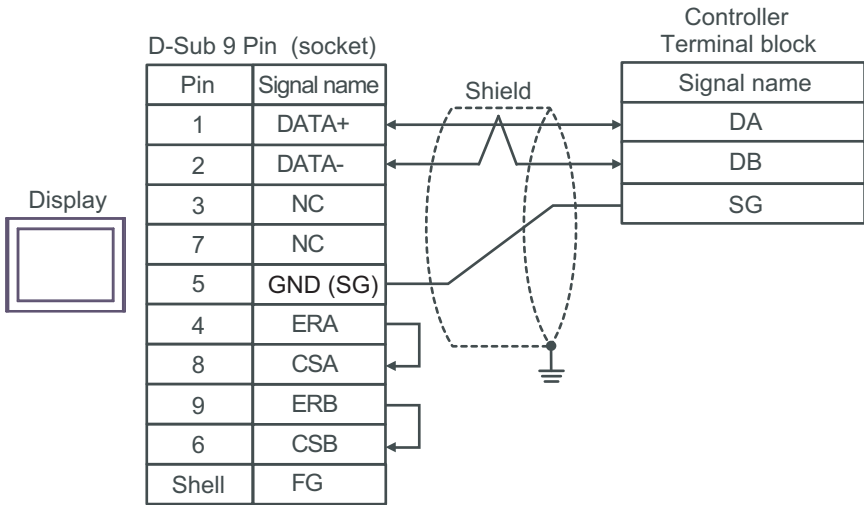 Controller
D-Sub 9 Pin (socket)
Terminal block
Pin Signal name
Shield
Signal name
1 DATA+
DA
2 DATA-
DB
Display
3 NC
SG
7 NC
5 GND (SG)
4 ERA
8 CSA
9 ERB
6 CSB
Shell FG